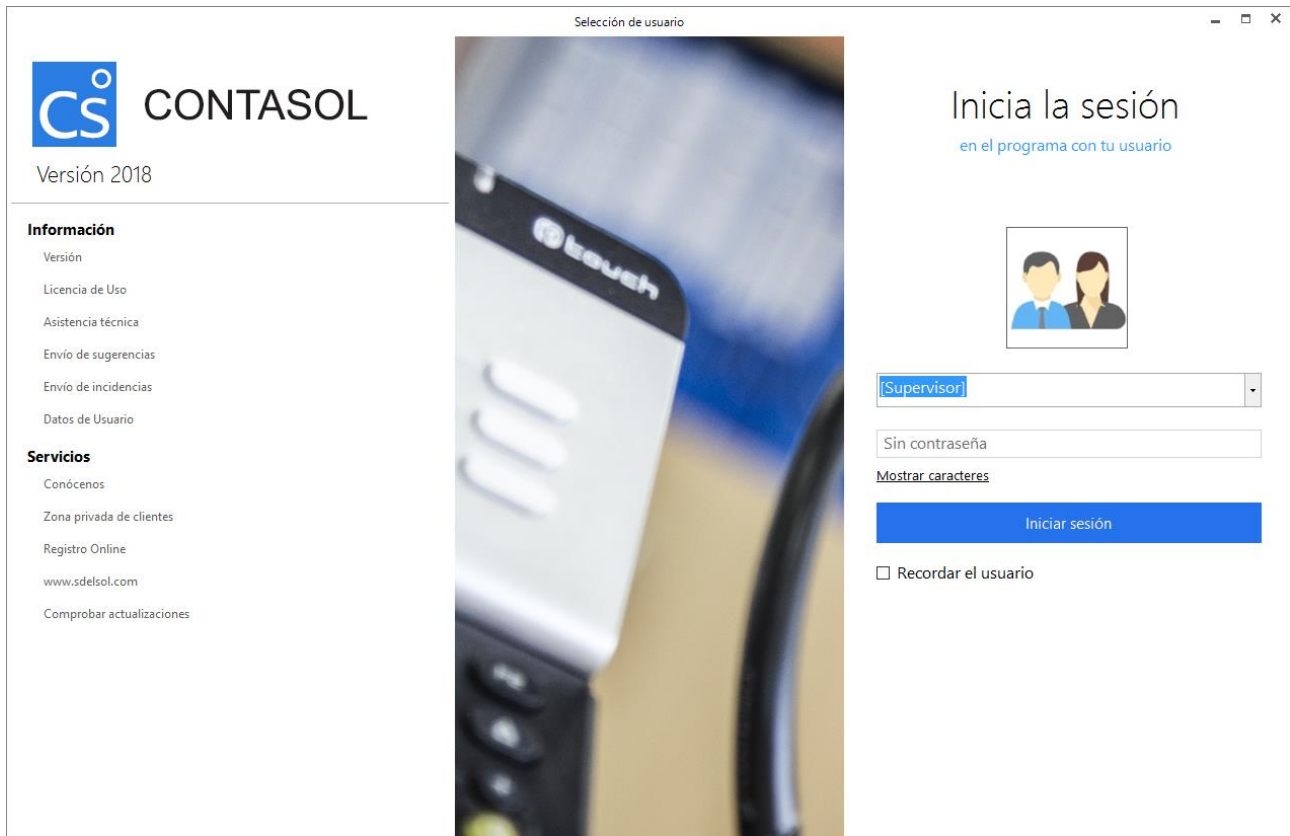 Selección de usuario
CS
CONTASOL
Versión 2018
Información
Versión
Licencia de Uso
Asistencia técnica
Envío de sugerencias
Envío de incidencias
Datos de Usuario
Servicios
Conócenos
Zona privada de clientes
Registro Online
www.sdelsol.com
Comprobar actualizaciones
P touch
Inicia la sesión
en el programa con tu usuario
[Supervisor]
Sin contraseña
Mostrar caracteres
Iniciar sesión
Recordar el usuario